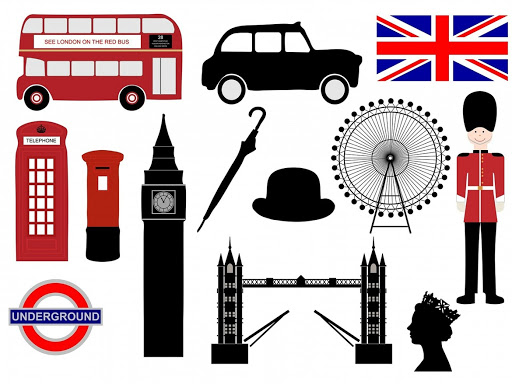 SEE LONDON ON THE RED BUS
TELEPHONE
UNDERGROUND